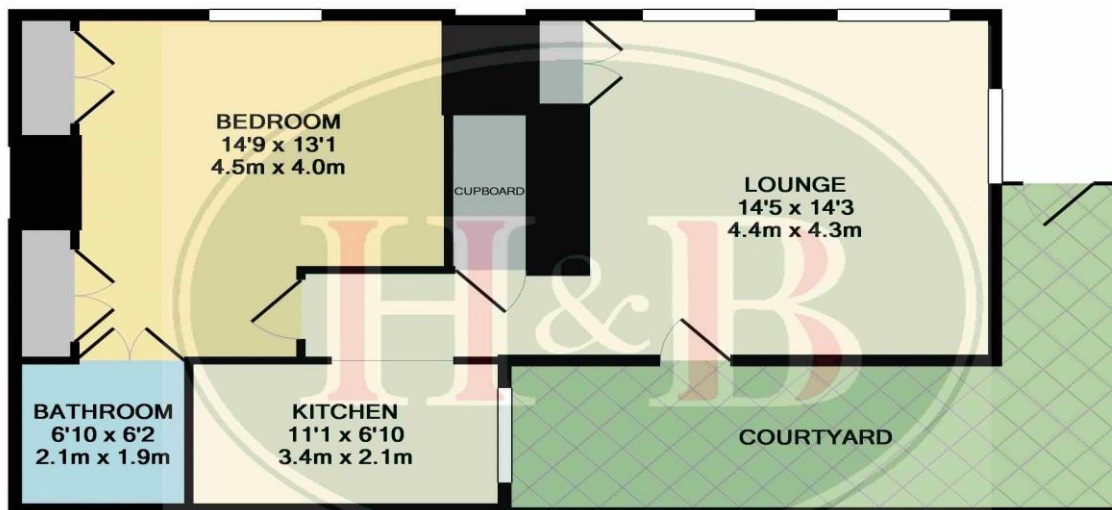 BEDROOM
14'9 x 13'1
4.5m x 4.0m
CUPBOARD
LOUNGE
14'5 x 14'3
4.4m x 4.3m
BATHROOM
6'10 x 6'2
2.1m x 1.9m
KITCHEN
11'1 x 6'10
3.4m x 2.1m
COURTYARD
H&B